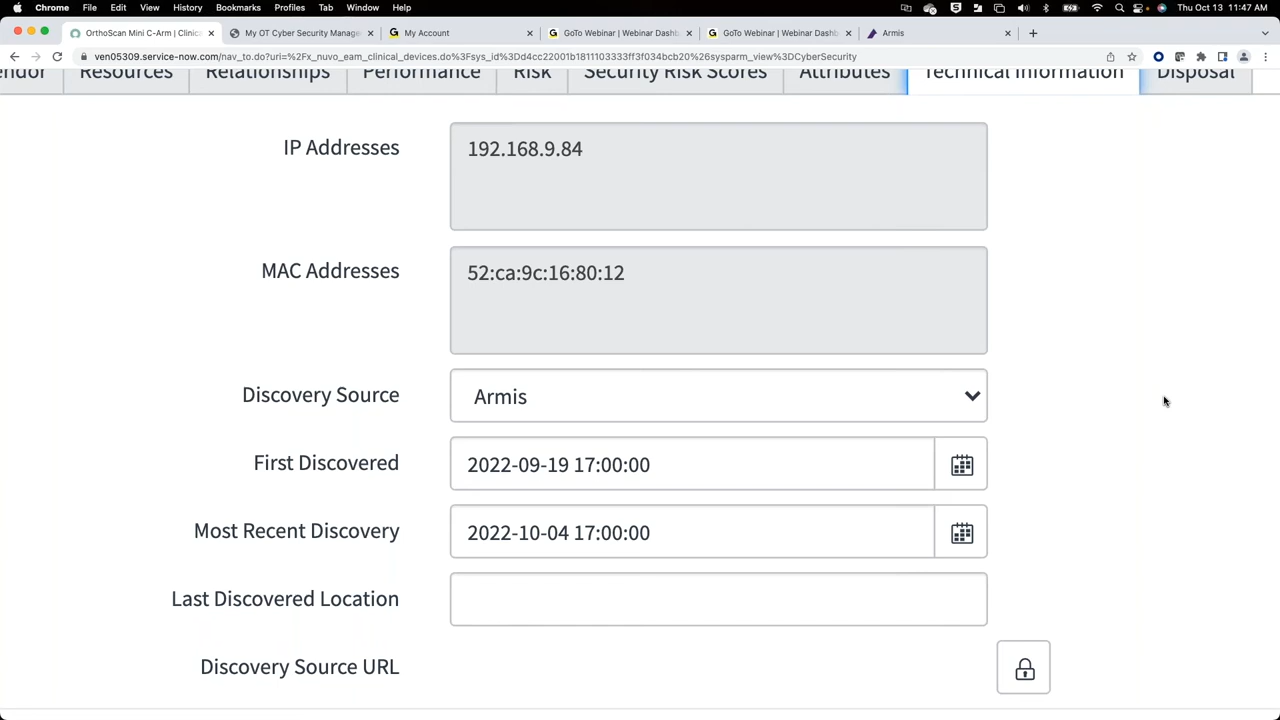 Chrome File Edit View History Bookmarks Profiles Tab Window Help Thu Oct 13 11:47 AM
OrthoScan Mini C-Arm | Clinic My OT Cyber Security Manage My Account GoTo Webinar | Webinar Dashb GoTo Webinar | Webinar Dashb Armis
ven05309.service-now.com/nav_to.do?uri=%2Fx_nuvo_eam_clinical_devices.do%3Fsys_id%3Dd4cc22001b1811103333ff3f034bcb20%26sysparm_view%3DCyberSecurity
endor Resources Relationships Performance Risk Security Risk Scores Attributes Technical Information Disposal
IP Addresses 192.168.9.84
MAC Addresses 52:ca:9c:16:80:12
Discovery Source Armis
First Discovered 2022-09-19 17:00:00
Most Recent Discovery 2022-10-04 17:00:00
Last Discovered Location
Discovery Source URL